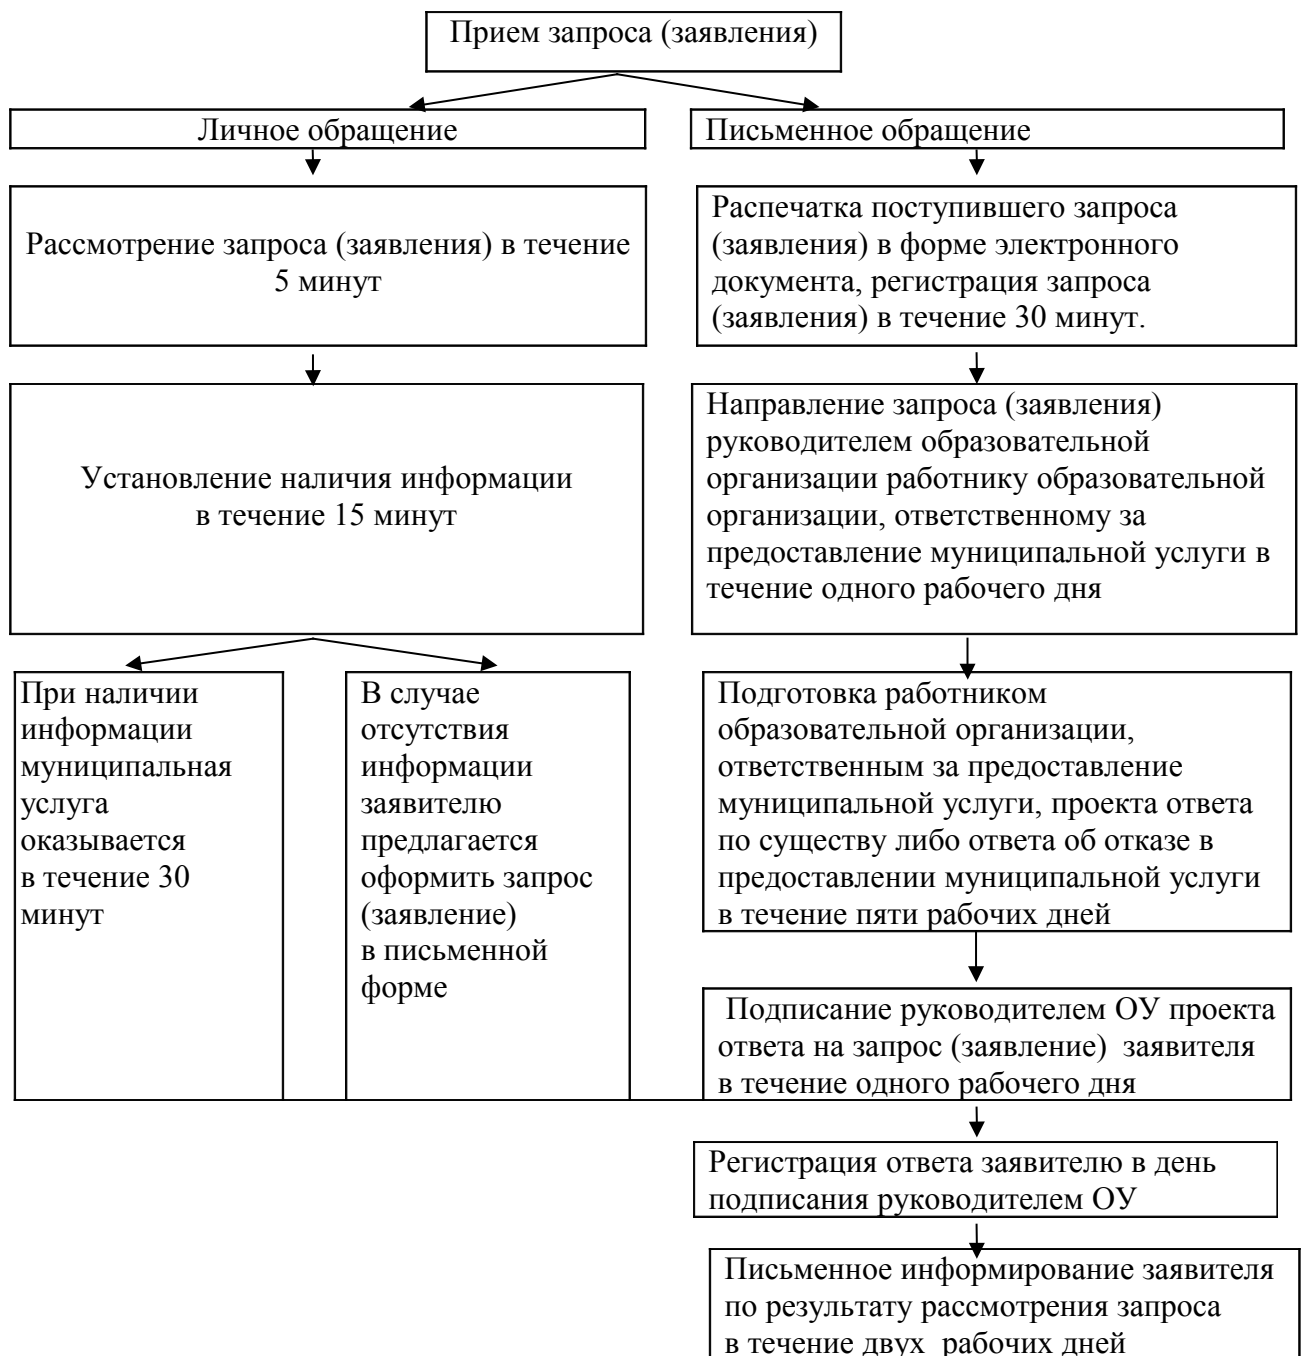 Прием запроса (заявления)
Личное обращение
Письменное обращение
Рассмотрение запроса (заявления) в течение
5 минут
Распечатка поступившего запроса
(заявления) в форме электронного
документа, регистрация запроса
(заявления) в течение 30 минут.
Установление наличия информации
в течение 15 минут
Направление запроса (заявления)
руководителем образовательной
организации работнику образовательной
организации, ответственному за
предоставление муниципальной услуги в
течение одного рабочего дня
При наличии
информации
муниципальная
услуга
оказывается
в течение 30
минут
В случае
отсутствия
информации
заявителю
предлагается
оформить запрос
(заявление)
в письменной
форме
Подготовка работником
образовательной организации,
ответственным за предоставление
муниципальной услуги, проекта ответа
по существу либо ответа об отказе в
предоставлении муниципальной услуги
в течение пяти рабочих дней
Подписание руководителем ОУ проекта
ответа на запрос (заявление) заявителя
в течение одного рабочего дня
Регистрация ответа заявителю в день
подписания руководителем ОУ
Письменное информирование заявителя
по результату рассмотрения запроса
в течение двух рабочих дней